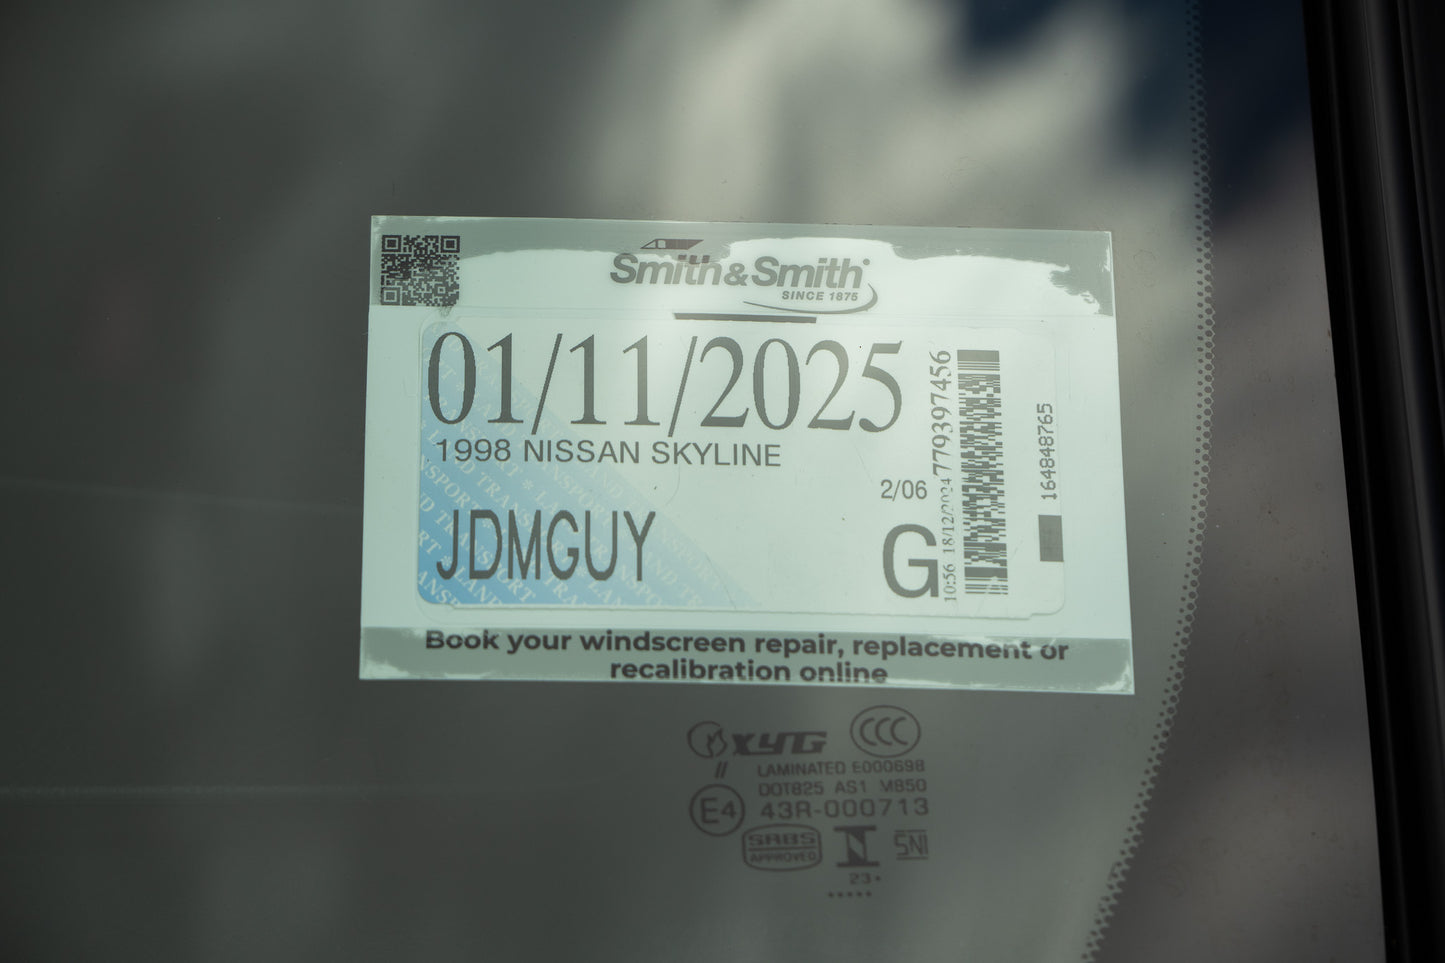 Smith&Smith
SINCE 1875
01/11/2025
1998 NISSAN SKYLINE
2/06
JDMGUY
G
10:56 18/12/2024 779397456
164848765
LAND TRANSPORT
Book your windscreen repair, replacement or
recalibration online
XYG
CCC
//
LAMINATED E000698
DOT825 AS1 M850
E4 43R-000713
SABS
APPROVED
N
SNI
23•
•••••